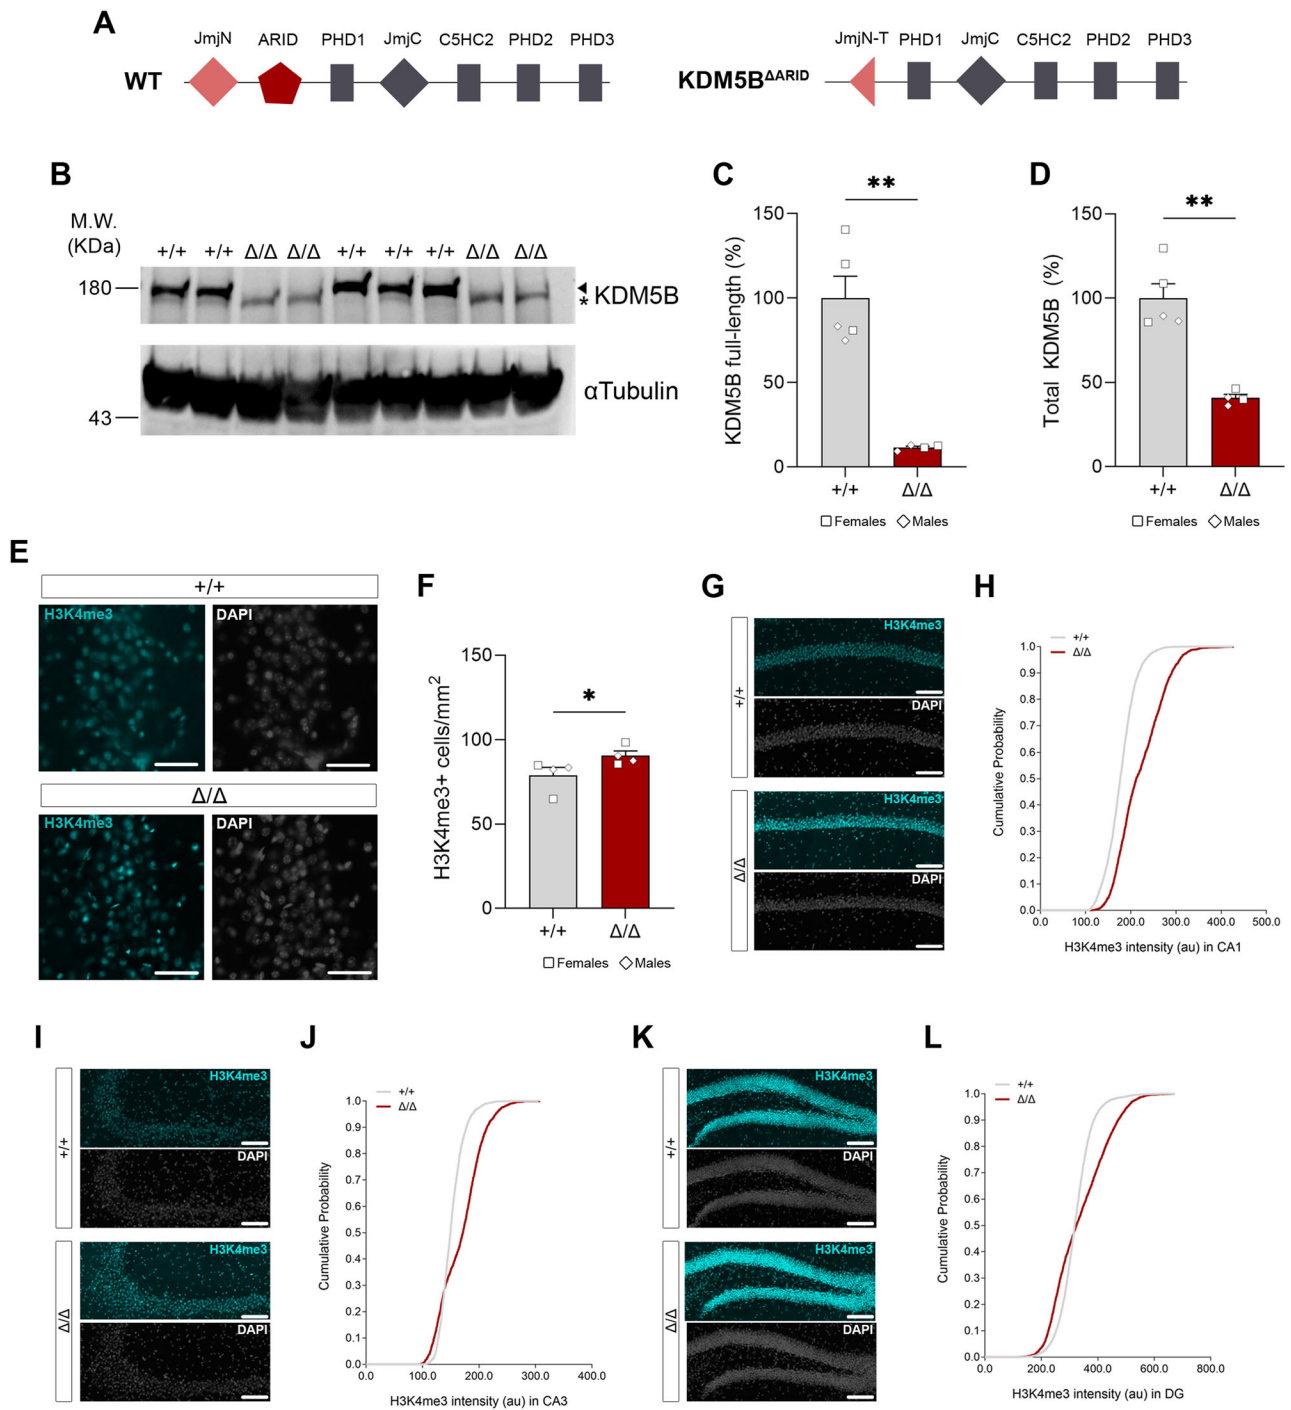 A
JmjN ARID PHD1 JmjC C5HC2 PHD2 PHD3
WT
JmjN-T PHD1 JmjC C5HC2 PHD2 PHD3
KDM5BΔARID
B
M.W.
(KDa)
+/+ +/+ Δ/Δ Δ/Δ +/+ +/+ +/+ Δ/Δ Δ/Δ
180
* KDM5B
43
αTubulin
C
**
KDM5B full-length (%)
150
100
50
0
+/+ Δ/Δ
Females Males
D
**
Total KDM5B (%)
150
100
50
0
+/+ Δ/Δ
Females Males
E
+/+
H3K4me3 DAPI
Δ/Δ
H3K4me3 DAPI
F
*
H3K4me3+ cells/mm2
150
100
50
0
+/+ Δ/Δ
Females Males
G
+/+
H3K4me3
DAPI
Δ/Δ
H3K4me3
DAPI
H
+/+
Δ/Δ
Cumulative Probability
1.0
0.9
0.8
0.7
0.6
0.5
0.4
0.3
0.2
0.1
0.0
0.0 100.0 200.0 300.0 400.0 500.0
H3K4me3 intensity (au) in CA1
I
+/+
H3K4me3
DAPI
Δ/Δ
H3K4me3
DAPI
J
+/+
Δ/Δ
Cumulative Probability
1.0
0.9
0.8
0.7
0.6
0.5
0.4
0.3
0.2
0.1
0.0
0.0 100.0 200.0 300.0 400.0
H3K4me3 intensity (au) in CA3
K
+/+
H3K4me3
DAPI
Δ/Δ
H3K4me3
DAPI
L
+/+
Δ/Δ
Cumulative Probability
1.0
0.9
0.8
0.7
0.6
0.5
0.4
0.3
0.2
0.1
0.0
0.0 200.0 400.0 600.0 800.0
H3K4me3 intensity (au) in DG